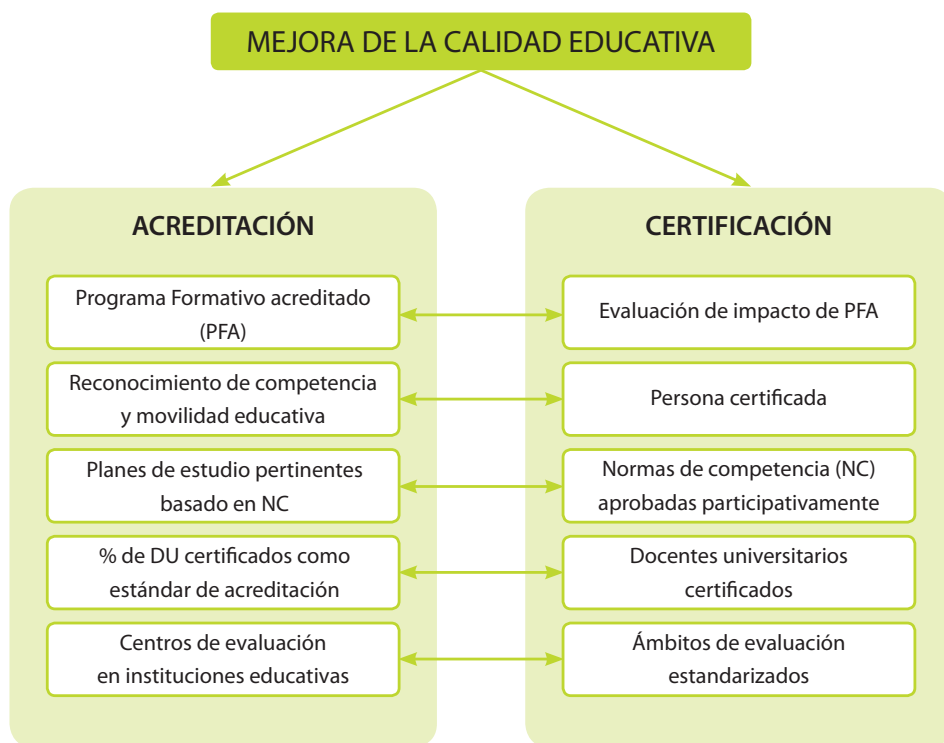 MEJORA DE LA CALIDAD EDUCATIVA
ACREDITACIÓN
Programa Formativo acreditado
(PFA)
Reconocimiento de competencia
y movilidad educativa
Planes de estudio pertinentes
basado en NC
% de DU certificados como
estándar de acreditación
Centros de evaluación
en instituciones educativas
CERTIFICACIÓN
Evaluación de impacto de PFA
Persona certificada
Normas de competencia (NC)
aprobadas participativamente
Docentes universitarios
certificados
Ámbitos de evaluación
estandarizados